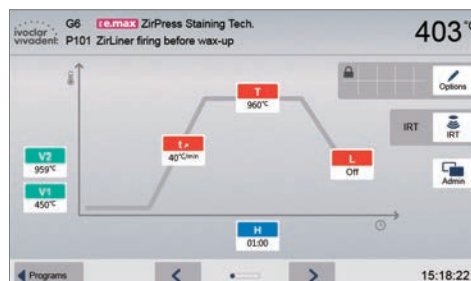 ivoclar
vivadent:
G6 IPS e.max ZirPress Staining Tech.
P101 ZirLiner firing before wax-up
403 °C
Options
T
960°C
t↗
40°C/min
IRT
IRT
V2
959°C
L
Off
Admin
V1
450°C
H
01:00
Programs
15:18:22